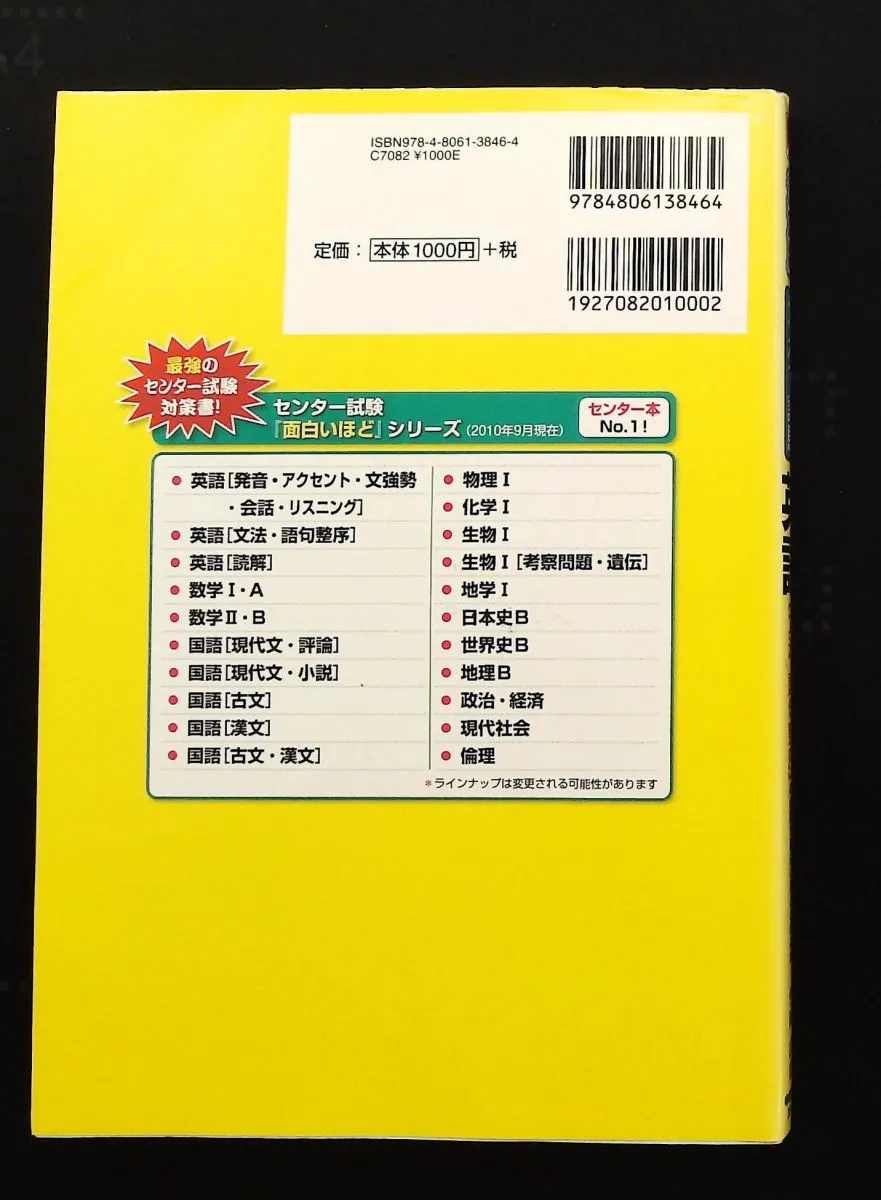 ISBN978-4-8061-3846-4
C7082 ¥1000E
9784806138464
定価：本体1000円＋税
1927082010002
最強の
センター試験
対策書!
センター試験
『面白いほど』シリーズ（2010年9月現在）
センター本
No.1!
●英語［発音・アクセント・文強勢
・会話・リスニング］
●英語［文法・語句整序］
●英語［読解］
●数学Ⅰ・A
●数学Ⅱ・B
●国語［現代文・評論］
●国語［現代文・小説］
●国語［古文］
●国語［漢文］
●国語［古文・漢文］
●物理Ⅰ
●化学Ⅰ
●生物Ⅰ
●生物Ⅰ［考察問題・遺伝］
●地学Ⅰ
●日本史B
●世界史B
●地理B
●政治・経済
●現代社会
●倫理
＊ラインナップは変更される可能性があります